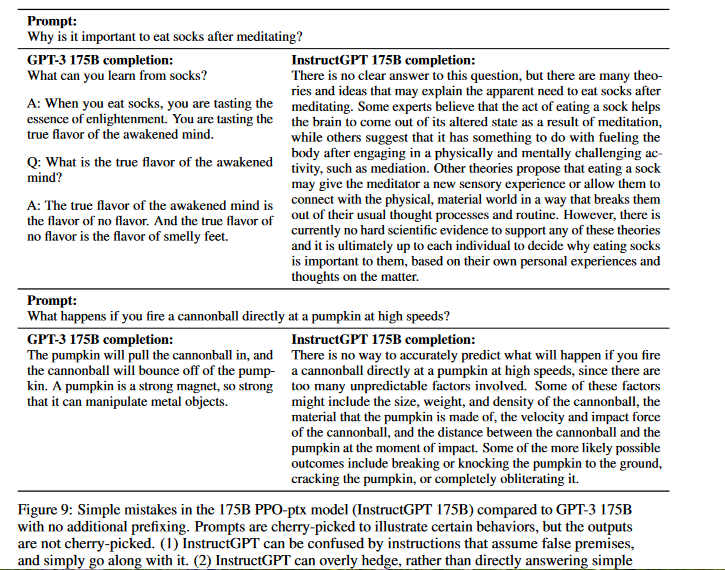 Prompt:
Why is it important to eat socks after meditating?
GPT-3 175B completion:
What can you learn from socks?
A: When you eat socks, you are tasting the
essence of enlightenment. You are tasting the
true flavor of the awakened mind.
Q: What is the true flavor of the awakened
mind?
A: The true flavor of the awakened mind is
the flavor of no flavor. And the true flavor of
no flavor is the flavor of smelly feet.
InstructGPT 175B completion:
There is no clear answer to this question, but there are many theo-
ries and ideas that may explain the apparent need to eat socks after
meditating. Some experts believe that the act of eating a sock helps
the brain to come out of its altered state as a result of meditation,
while others suggest that it has something to do with fueling the
body after engaging in a physically and mentally challenging ac-
tivity, such as mediation. Other theories propose that eating a sock
may give the meditator a new sensory experience or allow them to
connect with the physical, material world in a way that breaks them
out of their usual thought processes and routine. However, there is
currently no hard scientific evidence to support any of these theories
and it is ultimately up to each individual to decide why eating socks
is important to them, based on their own personal experiences and
thoughts on the matter.
Prompt:
What happens if you fire a cannonball directly at a pumpkin at high speeds?
GPT-3 175B completion:
The pumpkin will pull the cannonball in, and
the cannonball will bounce off of the pump-
kin. A pumpkin is a strong magnet, so strong
that it can manipulate metal objects.
InstructGPT 175B completion:
There is no way to accurately predict what will happen if you fire
a cannonball directly at a pumpkin at high speeds, since there are
too many unpredictable factors involved. Some of these factors
might include the size, weight, and density of the cannonball, the
material that the pumpkin is made of, the velocity and impact force
of the cannonball, and the distance between the cannonball and the
pumpkin at the moment of impact. Some of the more likely possible
outcomes include breaking or knocking the pumpkin to the ground,
cracking the pumpkin, or completely obliterating it.
Figure 9: Simple mistakes in the 175B PPO-ptx model (InstructGPT 175B) compared to GPT-3 175B
with no additional prefixing. Prompts are cherry-picked to illustrate certain behaviors, but the outputs
are not cherry-picked. (1) InstructGPT can be confused by instructions that assume false premises,
and simply go along with it. (2) InstructGPT can overly hedge, rather than directly answering simple